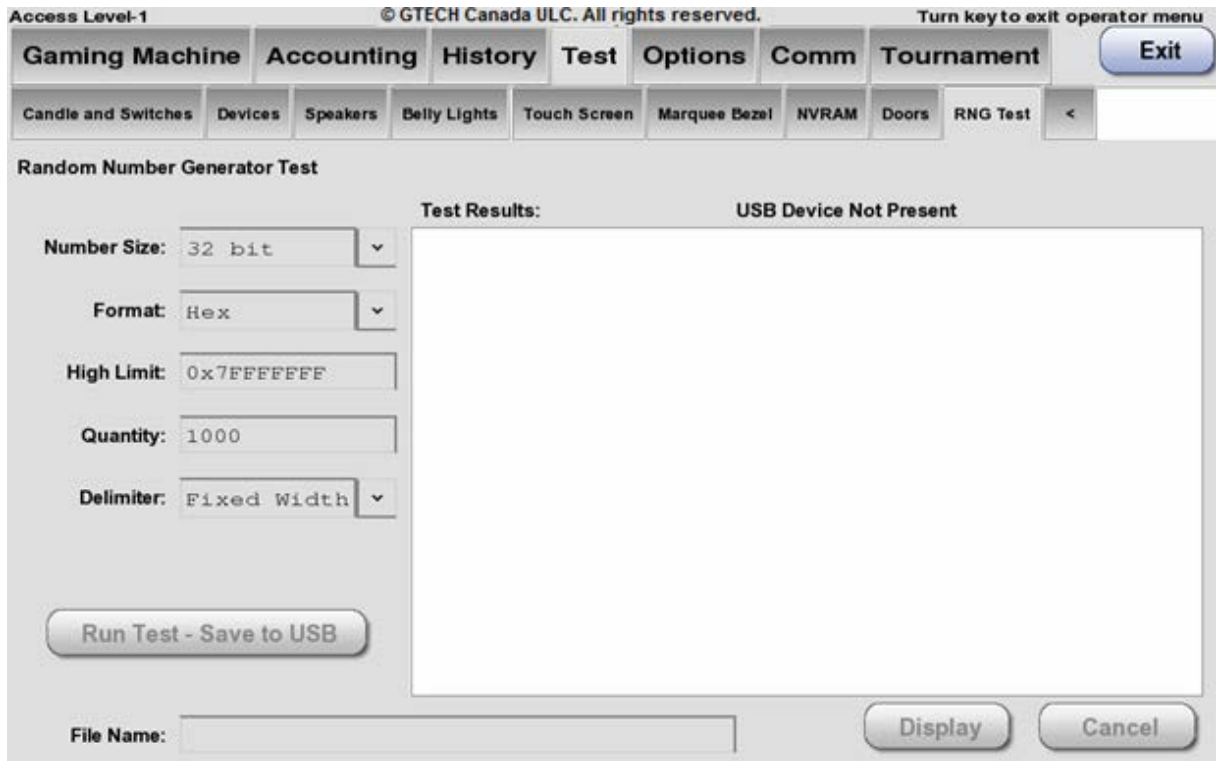 Access Level-1 © GTECH Canada ULC. All rights reserved. Turn key to exit operator menu
Gaming Machine Accounting History Test Options Comm Tournament Exit
Candle and Switches Devices Speakers Belly Lights Touch Screen Marquee Bezel NVRAM Doors RNG Test <
Random Number Generator Test
Test Results: USB Device Not Present
Number Size: 32 bit
Format: Hex
High Limit: 0x7FFFFFFF
Quantity: 1000
Delimiter: Fixed Width
Run Test - Save to USB
File Name: Display Cancel